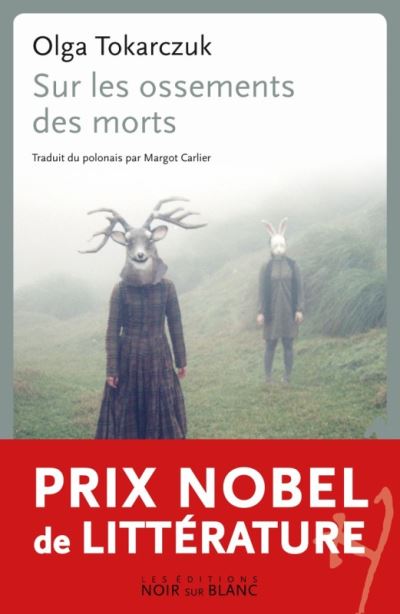 Olga Tokarczuk
Sur les ossements
des morts
Traduit du polonais par Margot Carlier
PRIX NOBEL
de LITTÉRATURE
LES ÉDITIONS
NOIR SUR BLANC